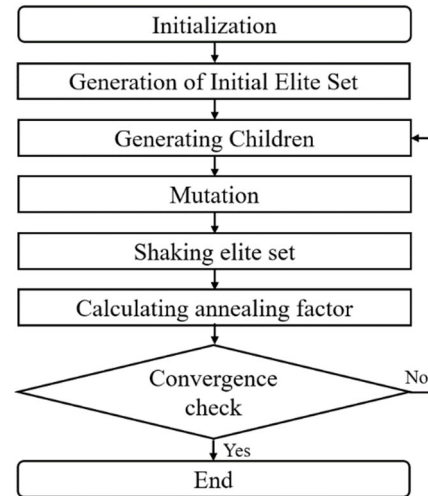 Initialization
Generation of Initial Elite Set
Generating Children
Mutation
Shaking elite set
Calculating annealing factor
Convergence
check
No
Yes
End